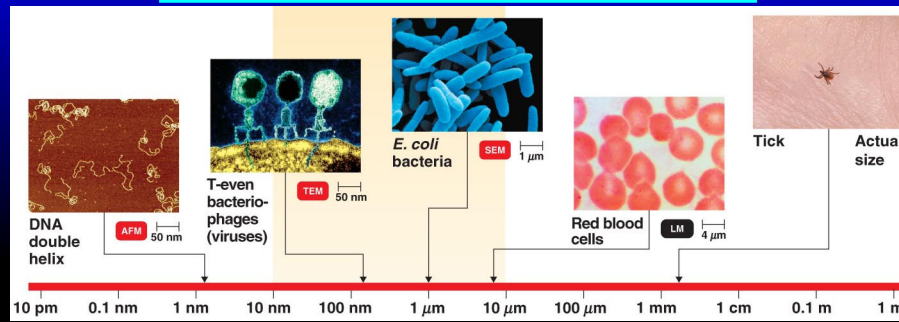 DNA
double
helix
AFM
50 nm
T-even
bacterio-
phages
(viruses)
TEM
50 nm
E. coli
bacteria
SEM
1 μm
Red blood
cells
LM
4 μm
Tick
Actua
size
10 pm 0.1 nm 1 nm 10 nm 100 nm 1 μm 10 μm 100 μm 1 mm 1 cm 0.1 m 1 m